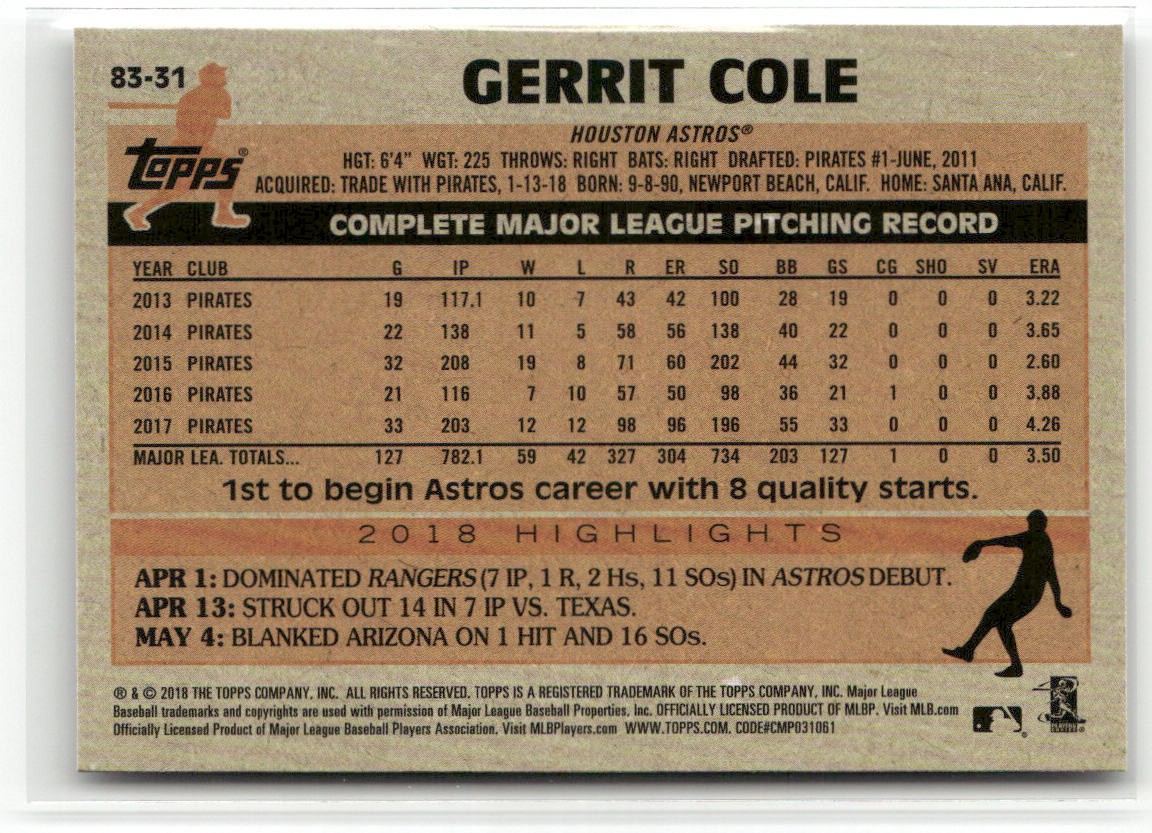 83-31
GERRIT COLE
HOUSTON ASTROS®
Topps®
HGT: 6'4" WGT: 225 THROWS: RIGHT BATS: RIGHT DRAFTED: PIRATES #1-JUNE, 2011
ACQUIRED: TRADE WITH PIRATES, 1-13-18 BORN: 9-8-90, NEWPORT BEACH, CALIF. HOME: SANTA ANA, CALIF.
COMPLETE MAJOR LEAGUE PITCHING RECORD
YEAR CLUB G IP W L R ER SO BB GS CG SHO SV ERA
2013 PIRATES 19 117.1 10 7 43 42 100 28 19 0 0 0 3.22
2014 PIRATES 22 138 11 5 58 56 138 40 22 0 0 0 3.65
2015 PIRATES 32 208 19 8 71 60 202 44 32 0 0 0 2.60
2016 PIRATES 21 116 7 10 57 50 98 36 21 1 0 0 3.88
2017 PIRATES 33 203 12 12 98 96 196 55 33 0 0 0 4.26
MAJOR LEA. TOTALS... 127 782.1 59 42 327 304 734 203 127 1 0 0 3.50
1st to begin Astros career with 8 quality starts.
2018 HIGHLIGHTS
APR 1: DOMINATED RANGERS (7 IP, 1 R, 2 Hs, 11 SOs) IN ASTROS DEBUT.
APR 13: STRUCK OUT 14 IN 7 IP VS. TEXAS.
MAY 4: BLANKED ARIZONA ON 1 HIT AND 16 SOs.
® & © 2018 THE TOPPS COMPANY, INC. ALL RIGHTS RESERVED. TOPPS IS A REGISTERED TRADEMARK OF THE TOPPS COMPANY, INC. Major League
Baseball trademarks and copyrights are used with permission of Major League Baseball Properties, Inc. OFFICIALLY LICENSED PRODUCT OF MLBP. Visit MLB.com
Officially Licensed Product of Major League Baseball Players Association. Visit MLBPlayers.com WWW.TOPPS.COM. CODE#CMP031061